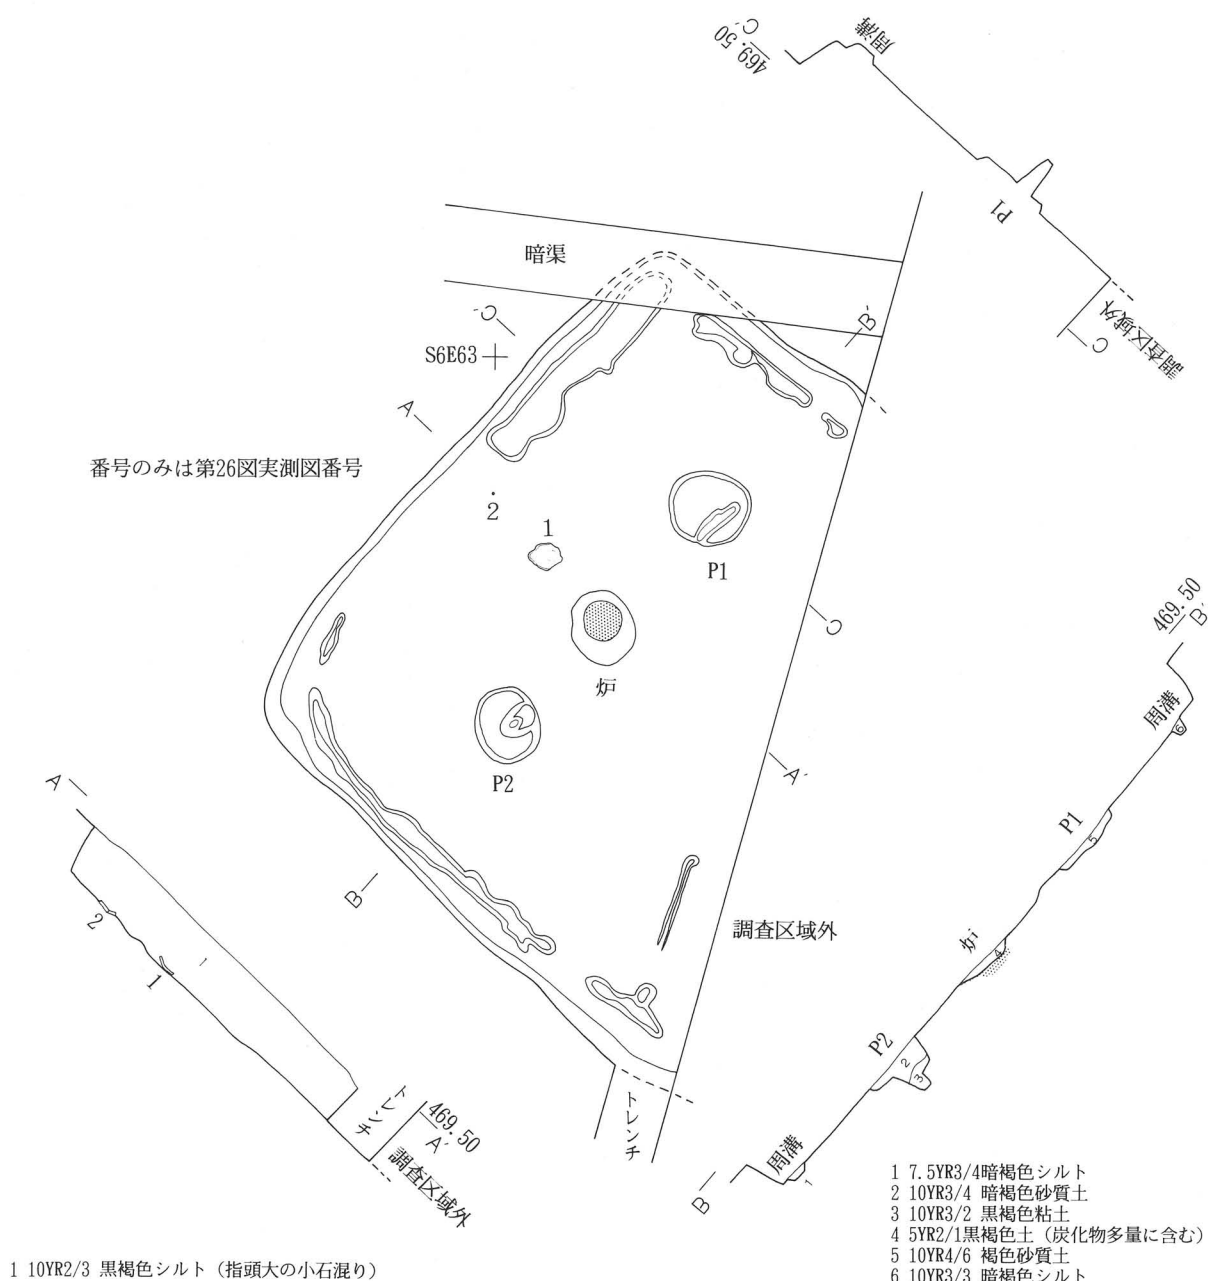 469.50
C'
周溝
P1
C
調査区域外
暗渠
C'
B'
S6E63
A
番号のみは第26図実測図番号
2
1
P1
C
炉
P2
A'
B
調査区域外
トレンチ
A
2
1
1
トレンチ
469.50
A'
調査区域外
469.50
B'
周溝
6
P1
5
炉
4
P2
2
3
周溝
1
B
1 7.5YR3/4暗褐色シルト
2 10YR3/4 暗褐色砂質土
3 10YR3/2 黒褐色粘土
4 5YR2/1黒褐色土（炭化物多量に含む）
5 10YR4/6 褐色砂質土
6 10YR3/3 暗褐色シルト
1 10YR2/3 黒褐色シルト（指頭大の小石混り）